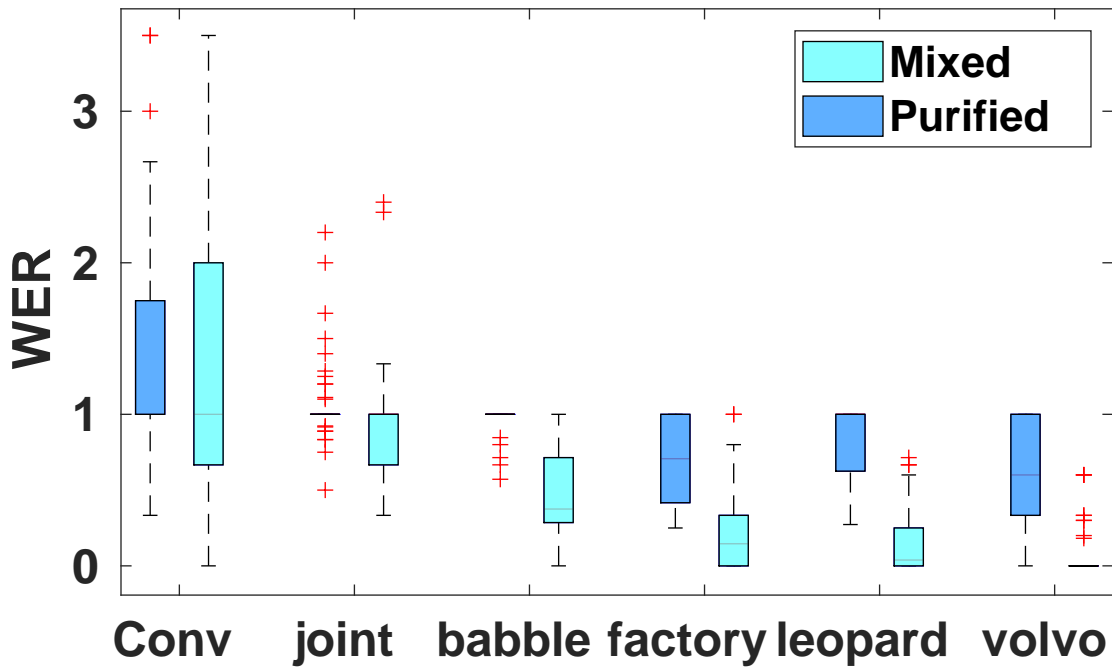 Mixed
Purified
WER
3
2
1
0
Conv joint babble factory leopard volvo